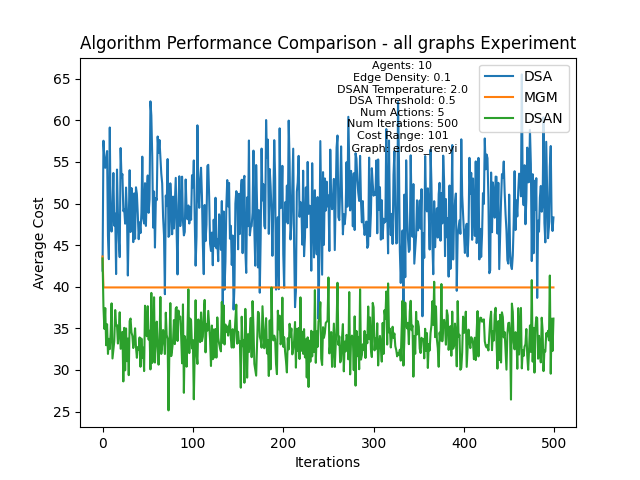 Algorithm Performance Comparison - all graphs Experiment
Agents: 10
Edge Density: 0.1
DSAN Temperature: 2.0
DSA Threshold: 0.5
Num Actions: 5
Num Iterations: 500
Cost Range: 101
Graph: erdos_renyi
DSA
MGM
DSAN
65
60
55
50
45
40
35
30
25
Average Cost
0 100 200 300 400 500
Iterations